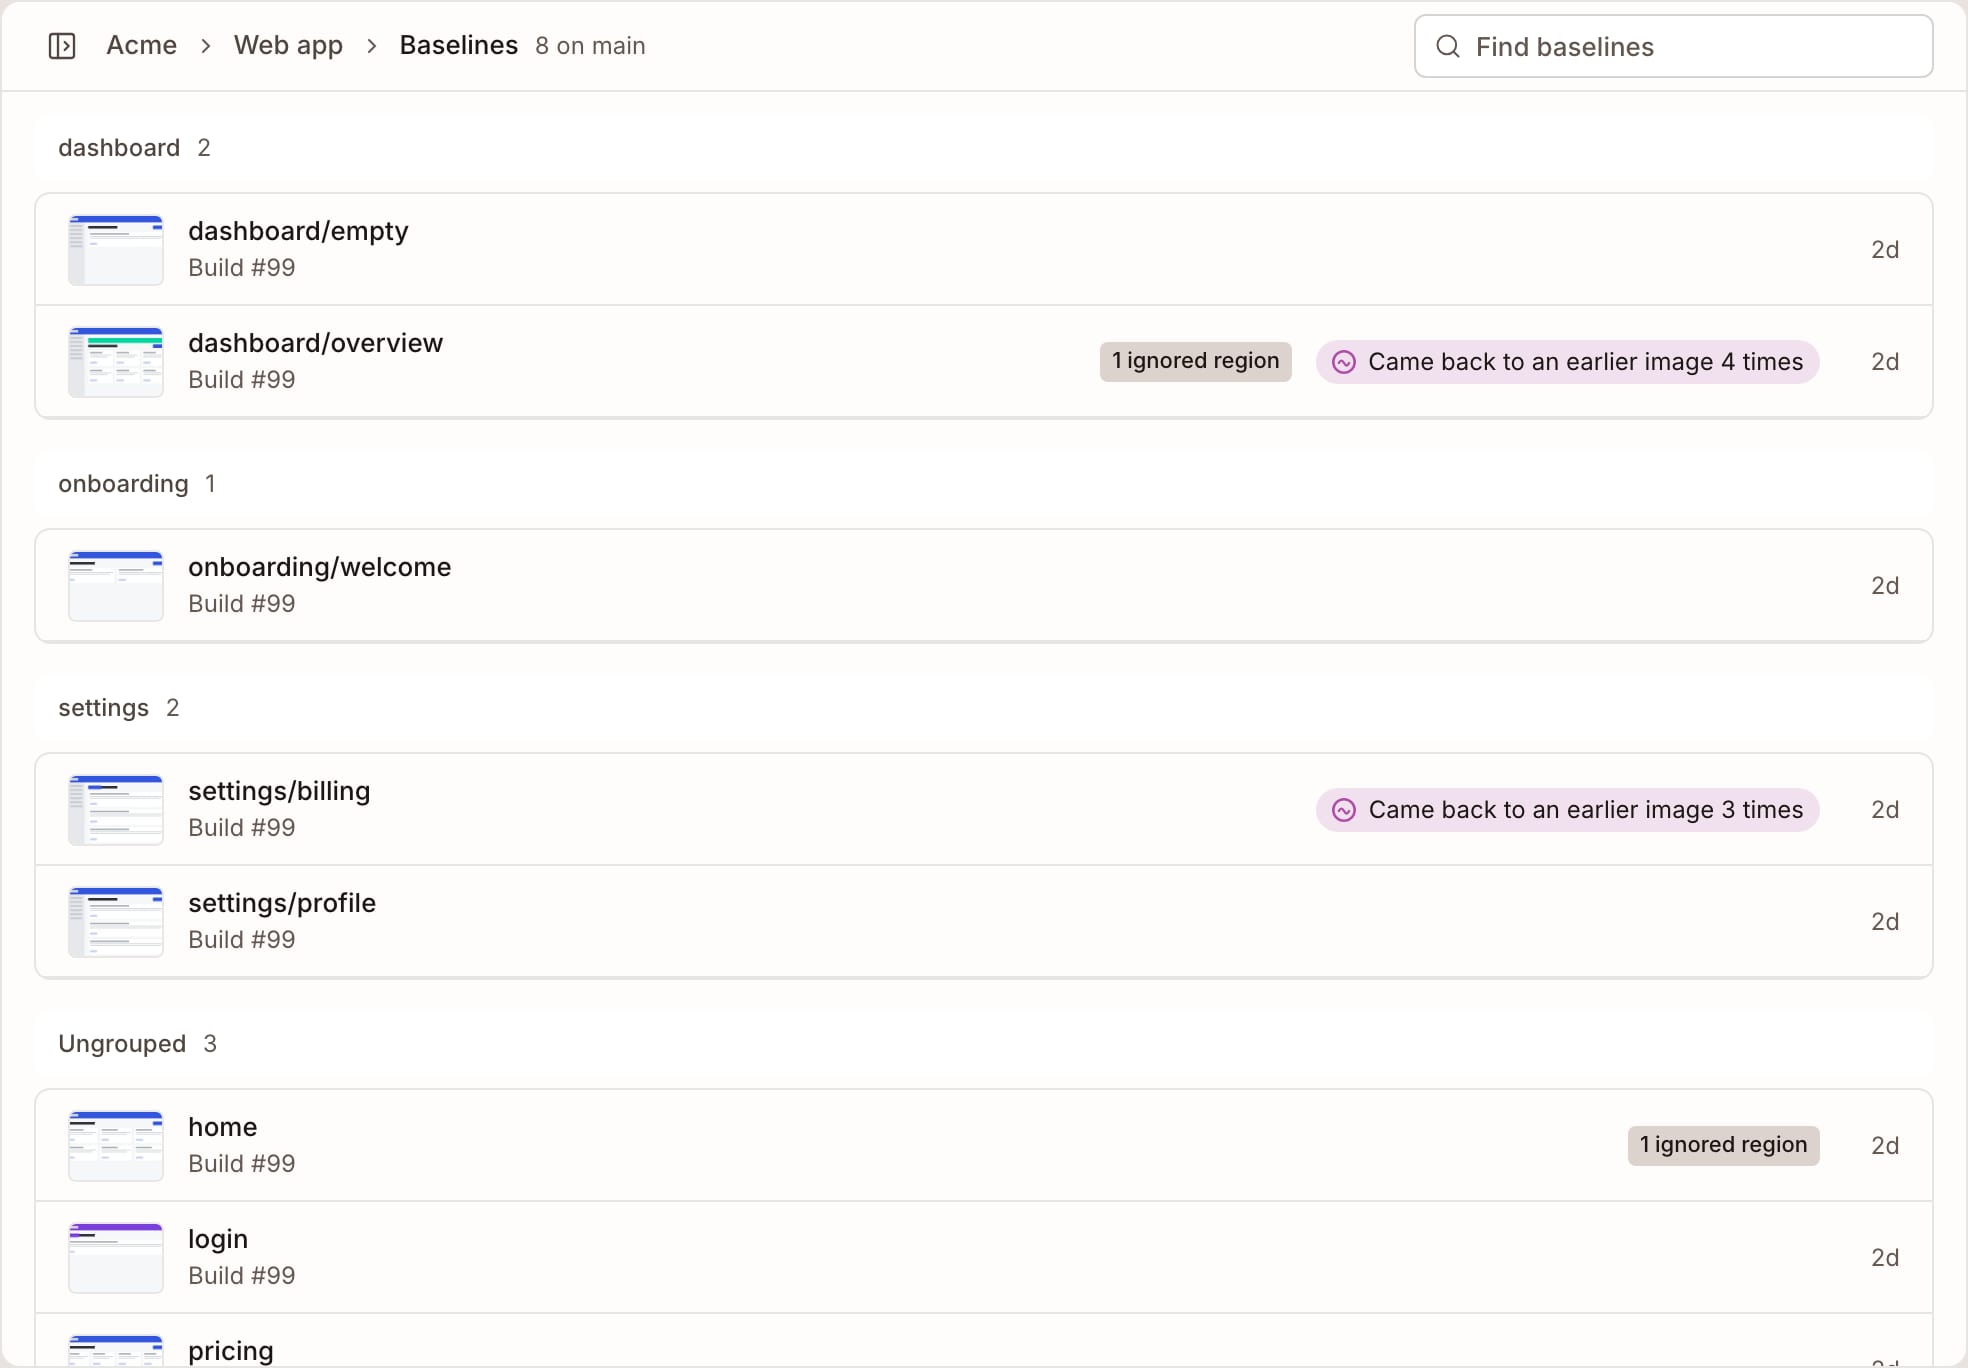 Acme > Web app > Baselines 8 on main
Find baselines
dashboard 2
dashboard/empty
Build #99
2d
dashboard/overview
Build #99
1 ignored region
Came back to an earlier image 4 times
2d
onboarding 1
onboarding/welcome
Build #99
2d
settings 2
settings/billing
Build #99
Came back to an earlier image 3 times
2d
settings/profile
Build #99
2d
Ungrouped 3
home
Build #99
1 ignored region
2d
login
Build #99
2d
pricing